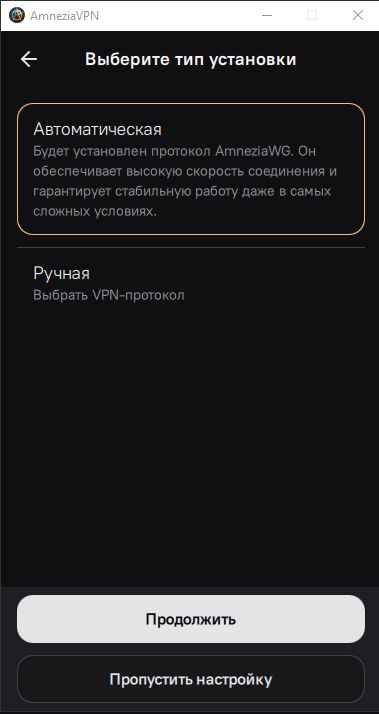 AmneziaVPN
Выберите тип установки
Автоматическая
Будет установлен протокол AmneziaWG. Он
обеспечивает высокую скорость соединения и
гарантирует стабильную работу даже в самых
сложных условиях.
Ручная
Выбрать VPN-протокол
Продолжить
Пропустить настройку